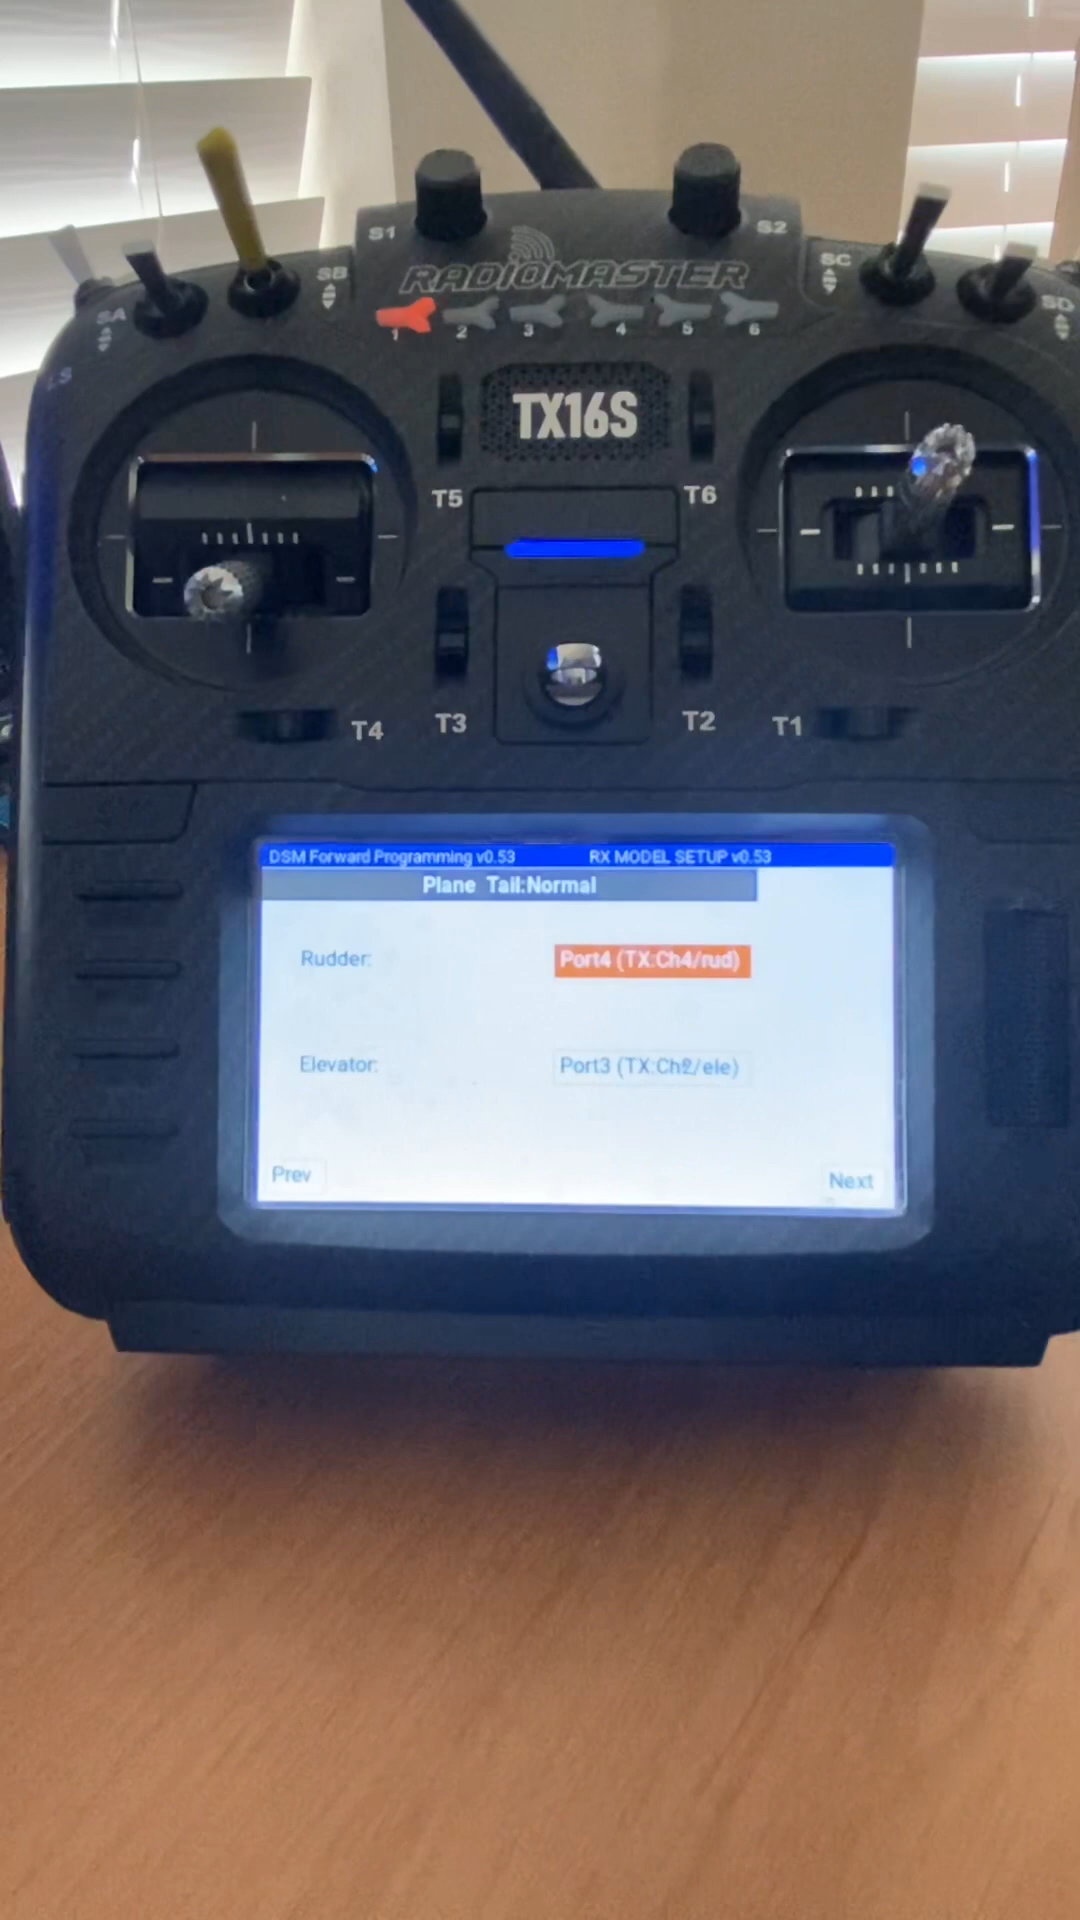 S1
S2
SB
SC
RADIOMASTER
SA
SD
1 2 3 4 5 6
TX16S
T5
T6
T4
T3
T2
T1
DSM Forward Programming v0.53 RX MODEL SETUP v0.53
Plane Tail:Normal
Rudder: Port4 (TX:Ch4/rud)
Elevator: Port3 (TX:Ch2/ele)
Prev Next